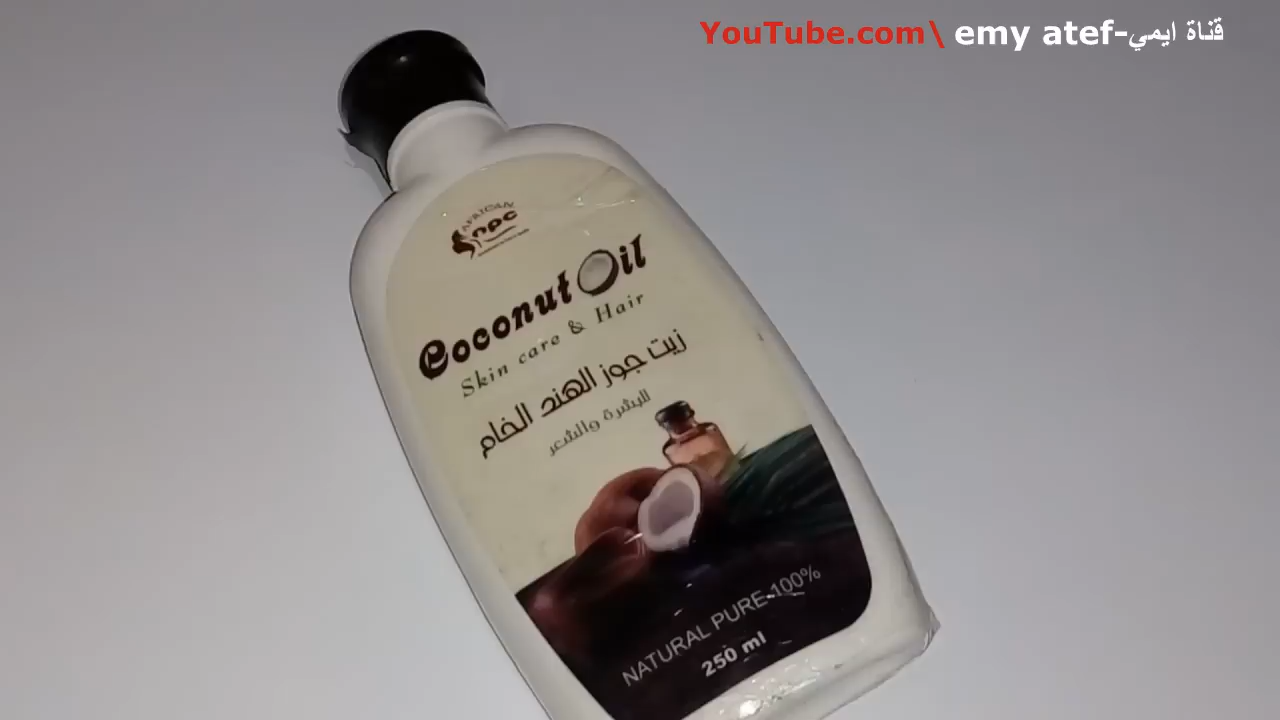 YouTube.com\ emy atef-قناة ايمي
AFRICAN
npc
Coconut Oil
Skin care & Hair
زيت جوز الهند الخام
للبشرة والشعر
NATURAL PURE-100%
250 ml